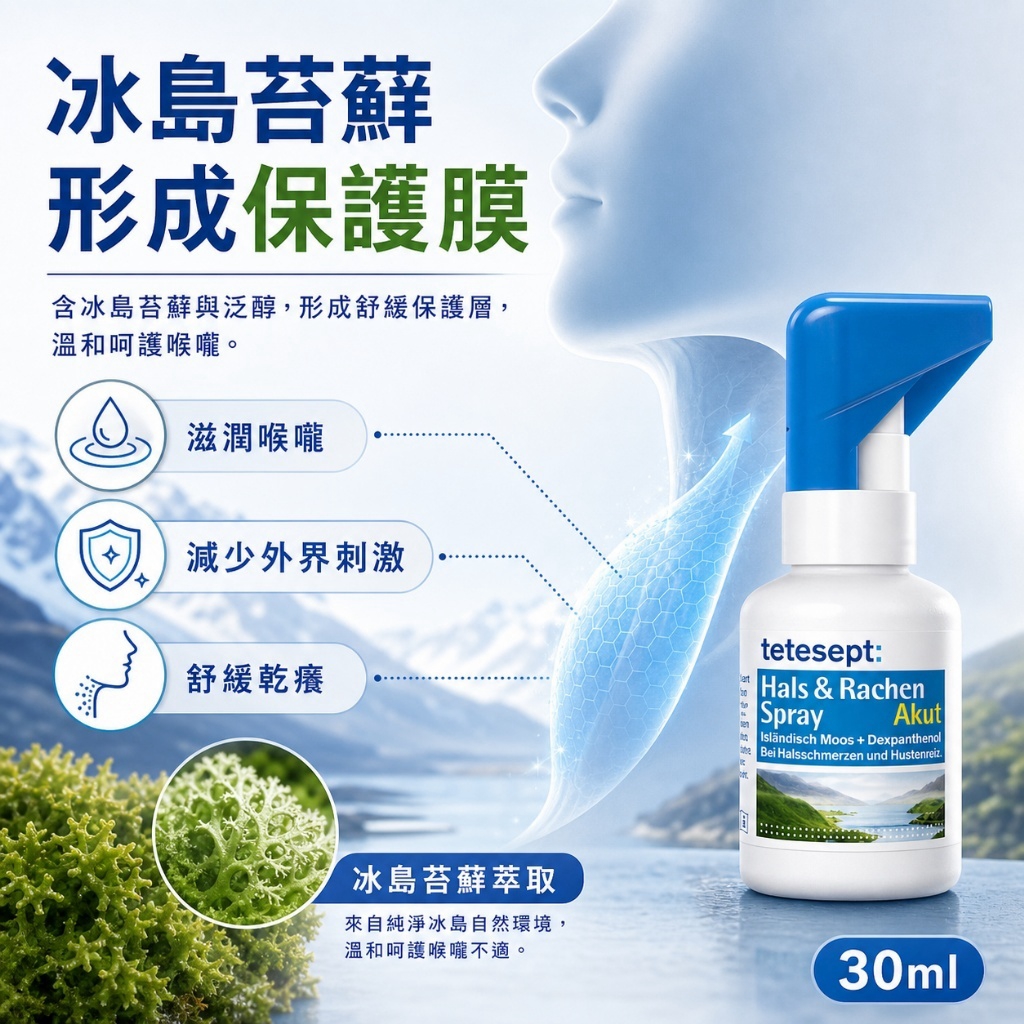 冰島苔蘚
形成保護膜
含冰島苔蘚與泛醇，形成舒緩保護層，
溫和呵護喉嚨。
滋潤喉嚨
減少外界刺激
舒緩乾癢
冰島苔蘚萃取
來自純淨冰島自然環境，
溫和呵護喉嚨不適。
tetesept:
Hals & Rachen
Spray Akut
Isländisch Moos + Dexpanthenol
Bei Halsschmerzen und Hustenreiz.
30ml